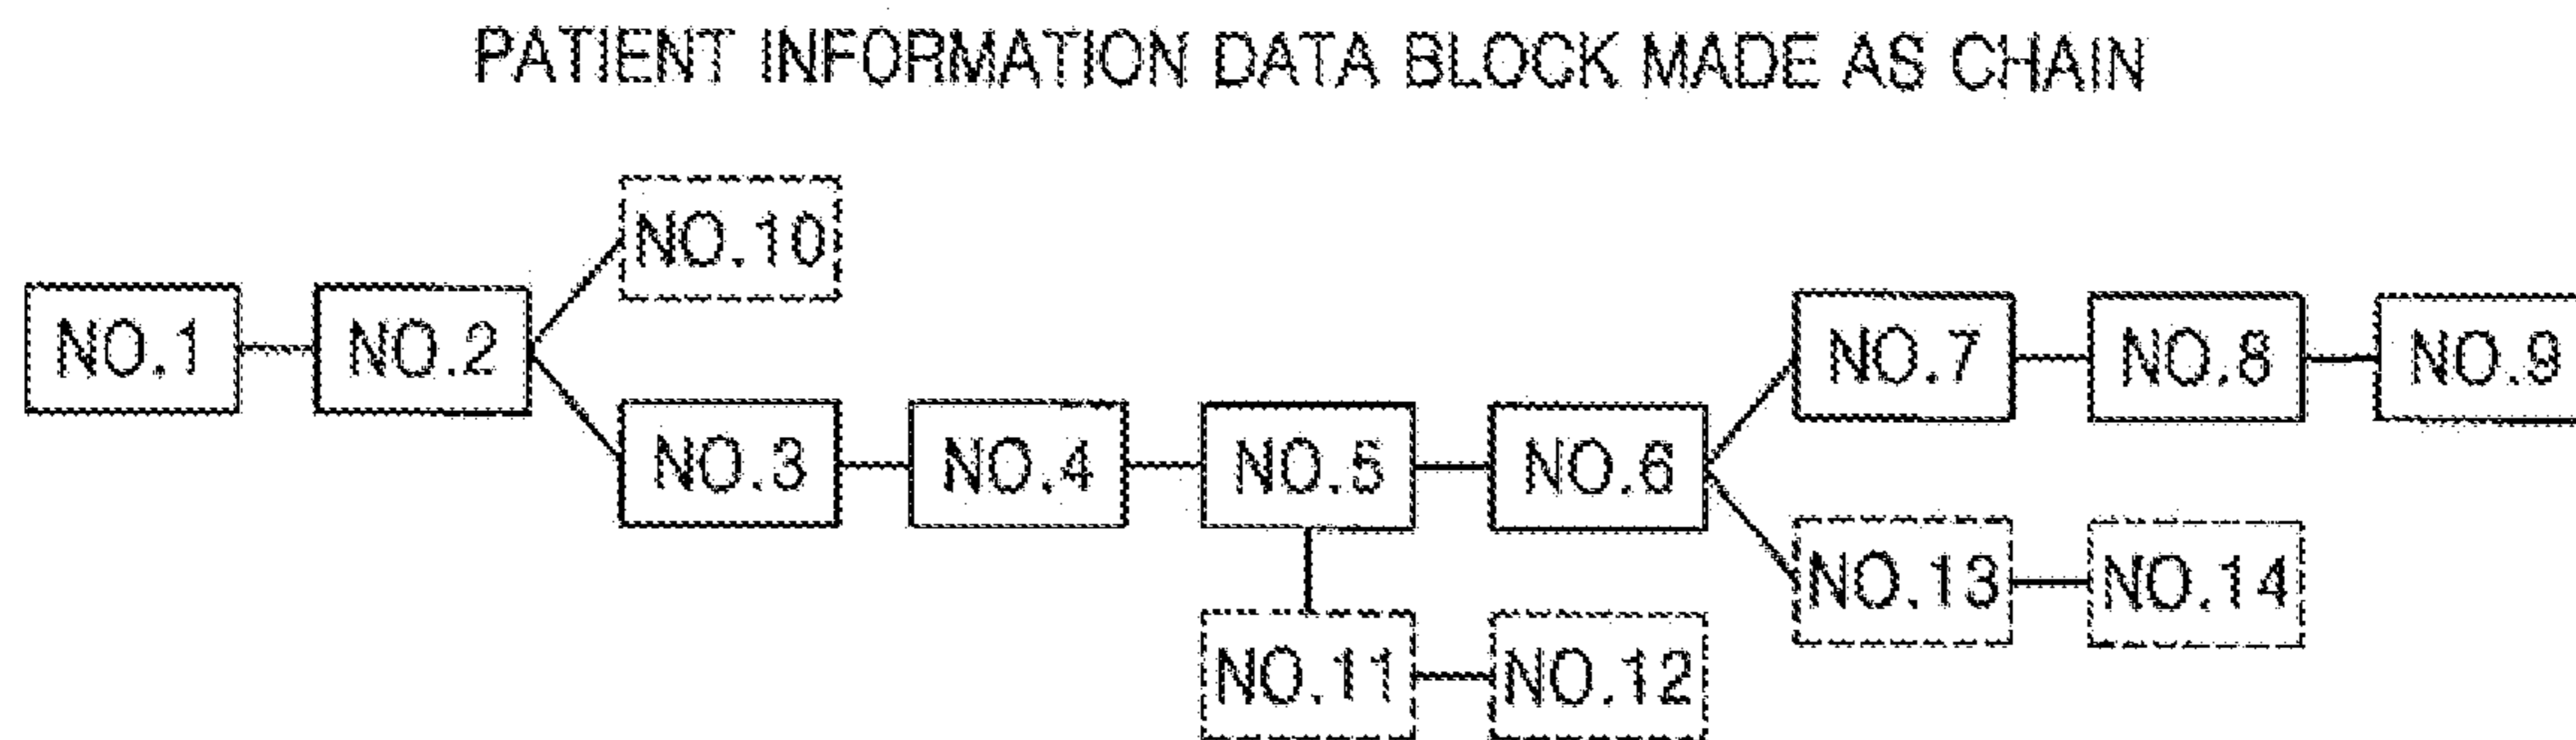 PATIENT INFORMATION DATA BLOCK MADE AS CHAIN
NO.10
NO.1 NO.2 NO.7 NO.8 NO.9
NO.3 NO.4 NO.5 NO.6
NO.13 NO.14
NO.11 NO.12